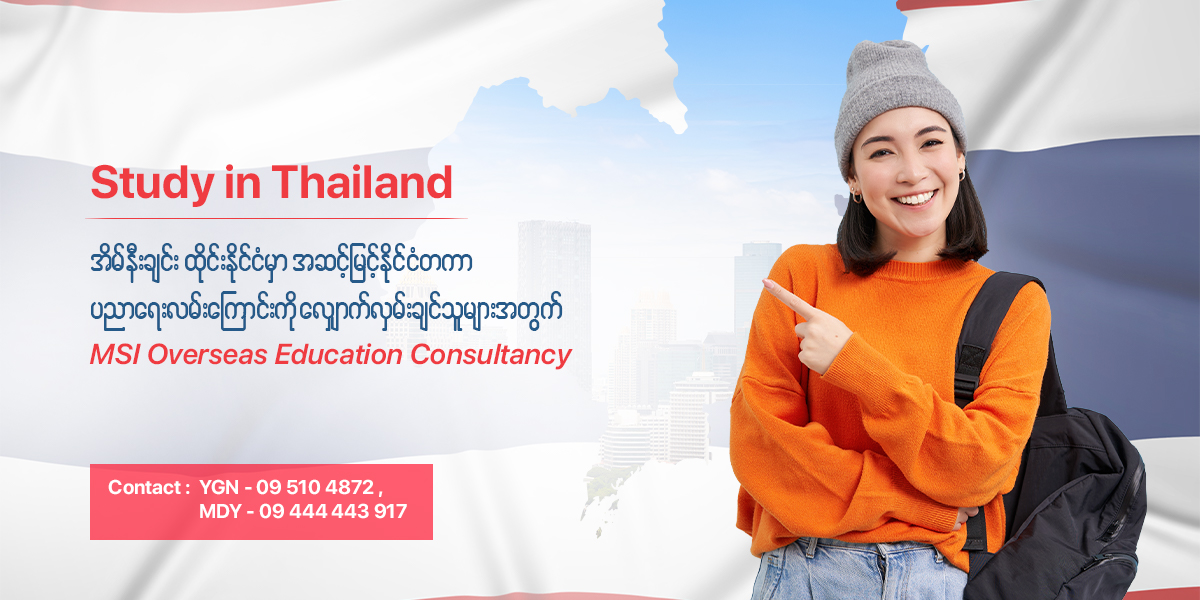 Study in Thailand
အိမ်နီးချင်း ထိုင်းနိုင်ငံမှာ အဆင့်မြင့်နိုင်ငံတကာ
ပညာရေးလမ်းကြောင်းကို လျှောက်လှမ်းချင်သူများအတွက်
MSI Overseas Education Consultancy
Contact : YGN - 09 510 4872 ,
MDY - 09 444 443 917